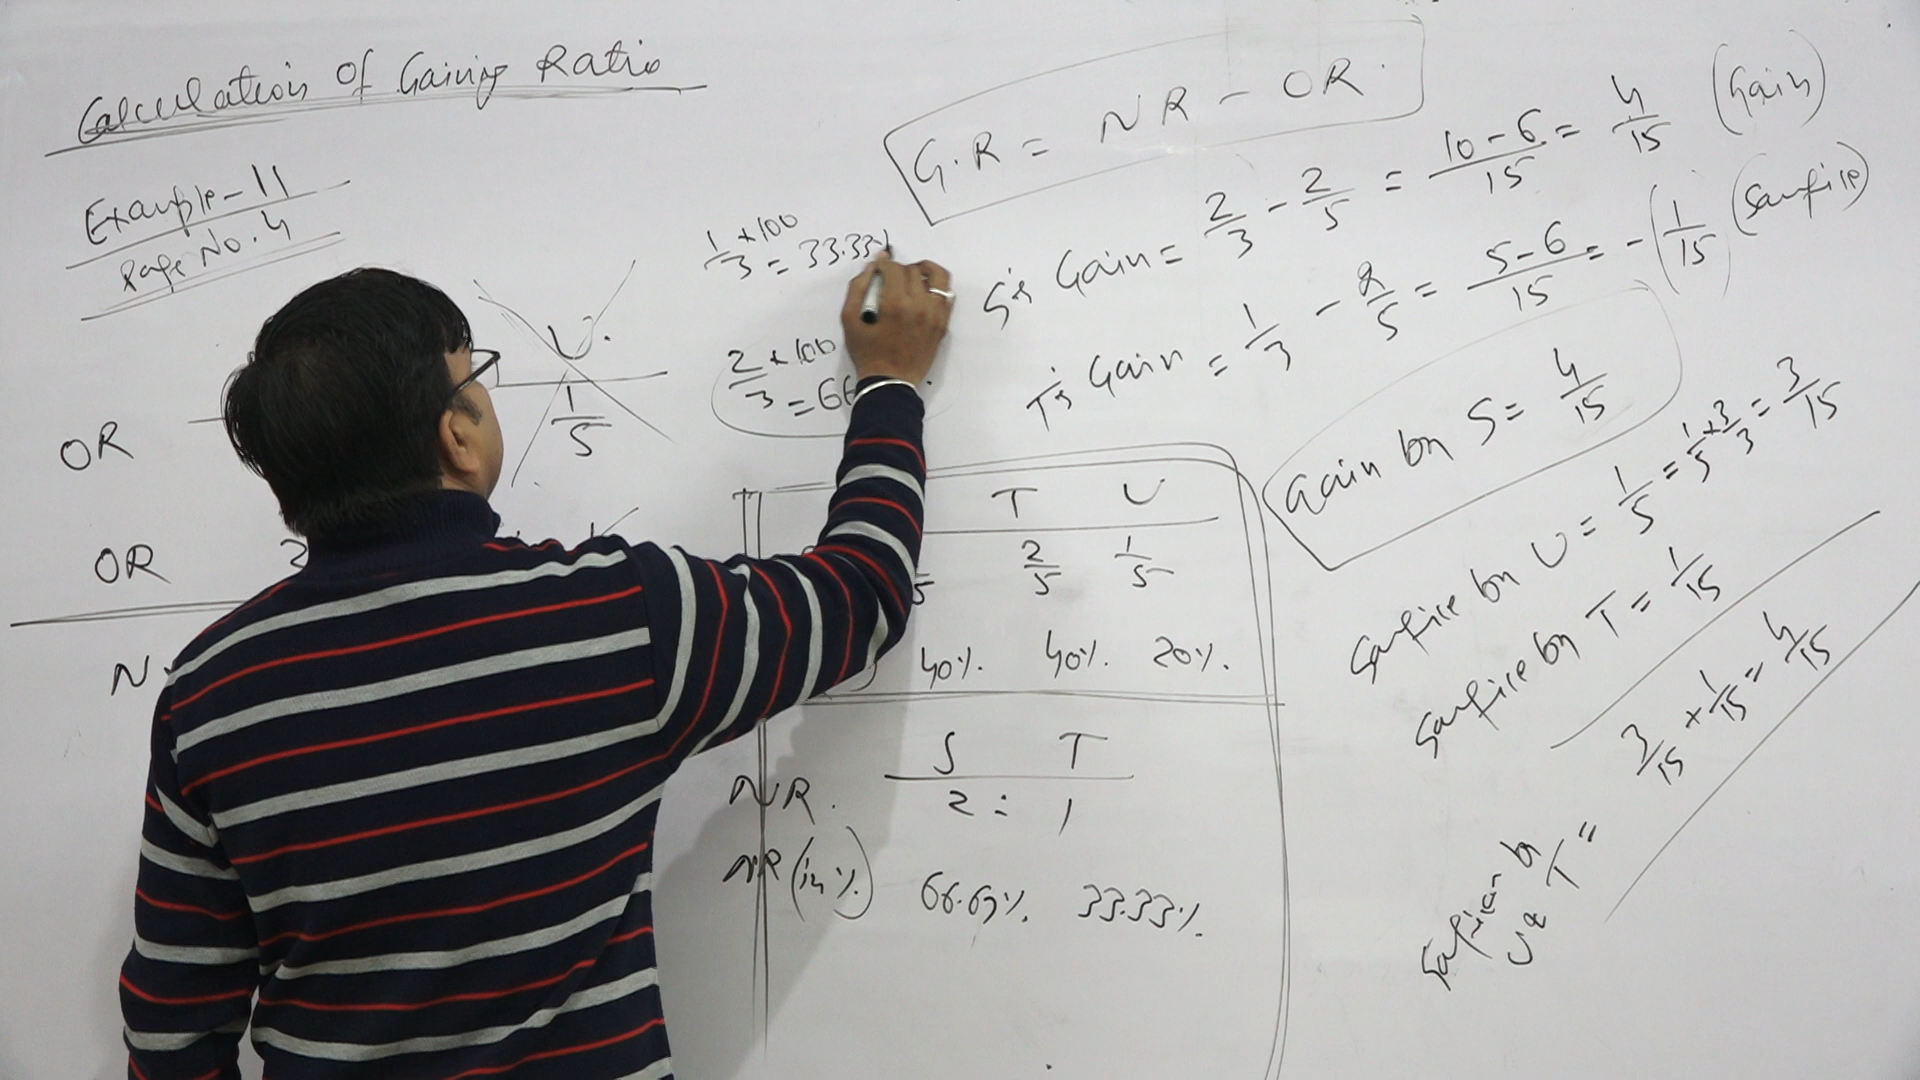 Calculation Of Gaining Ratio
Example-11
Page No. 4
U.
OR
1/5
OR 2
N
1/3 × 100
= 33.33%
2/3 × 100
= 66
T U
5 2/5 1/5
40%. 40%. 20%.
S T
NR. 2 : 1
NR (in %) 66.67%. 33.33%.
G.R = NR - OR.
S's Gain = 2/3 - 2/5 = 10-6/15 = 4/15 (Gain)
T's Gain = 1/3 - 2/5 = 5-6/15 = -(1/15 (Sacrifice)
Gain by S = 4/15
Sacrifice by U = 1/5 = 1/5 × 3/3 = 3/15
Sacrifice by T = 1/15
3/15 + 1/15 = 4/15
by
U & T =